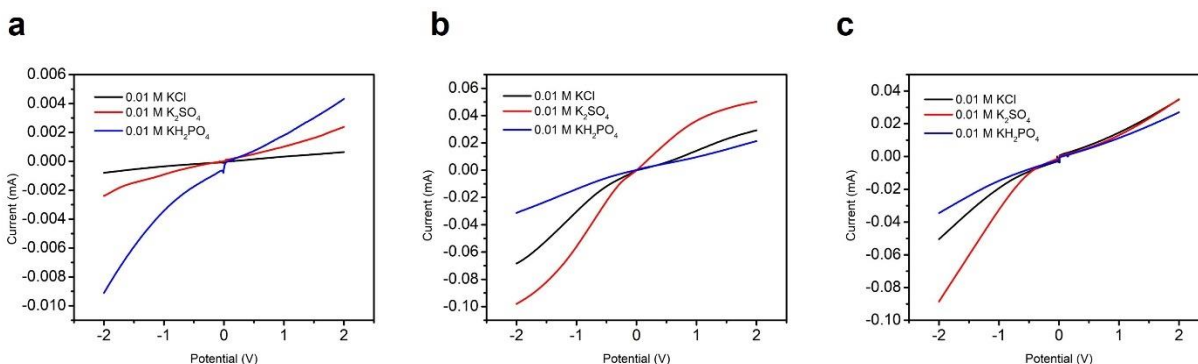 a
0.006
0.004
0.002
0.000
-0.002
-0.004
-0.006
-0.008
-0.010
Current (mA)
0.01 M KCl
0.01 M K₂SO₄
0.01 M KH₂PO₄
-2 -1 0 1 2
Potential (V)
b
0.06
0.04
0.02
0.00
-0.02
-0.04
-0.06
-0.08
-0.10
Current (mA)
0.01 M KCl
0.01 M K₂SO₄
0.01 M KH₂PO₄
-2 -1 0 1 2
Potential (V)
c
0.04
0.02
0.00
-0.02
-0.04
-0.06
-0.08
-0.10
Current (mA)
0.01 M KCl
0.01 M K₂SO₄
0.01 M KH₂PO₄
-2 -1 0 1 2
Potential (V)